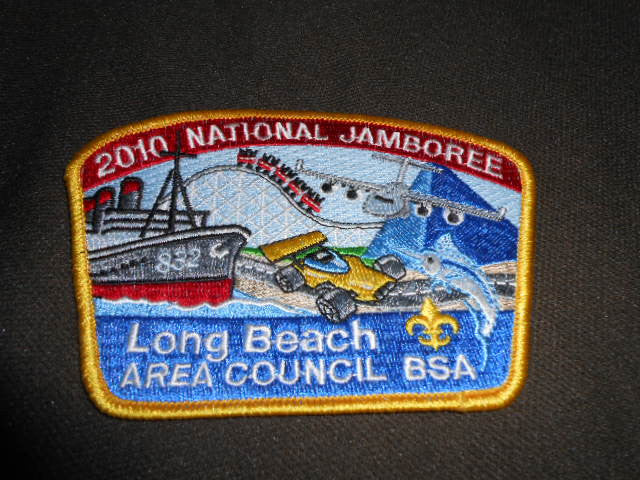 2010 NATIONAL JAMBOREE
832
Long Beach
AREA COUNCIL BSA